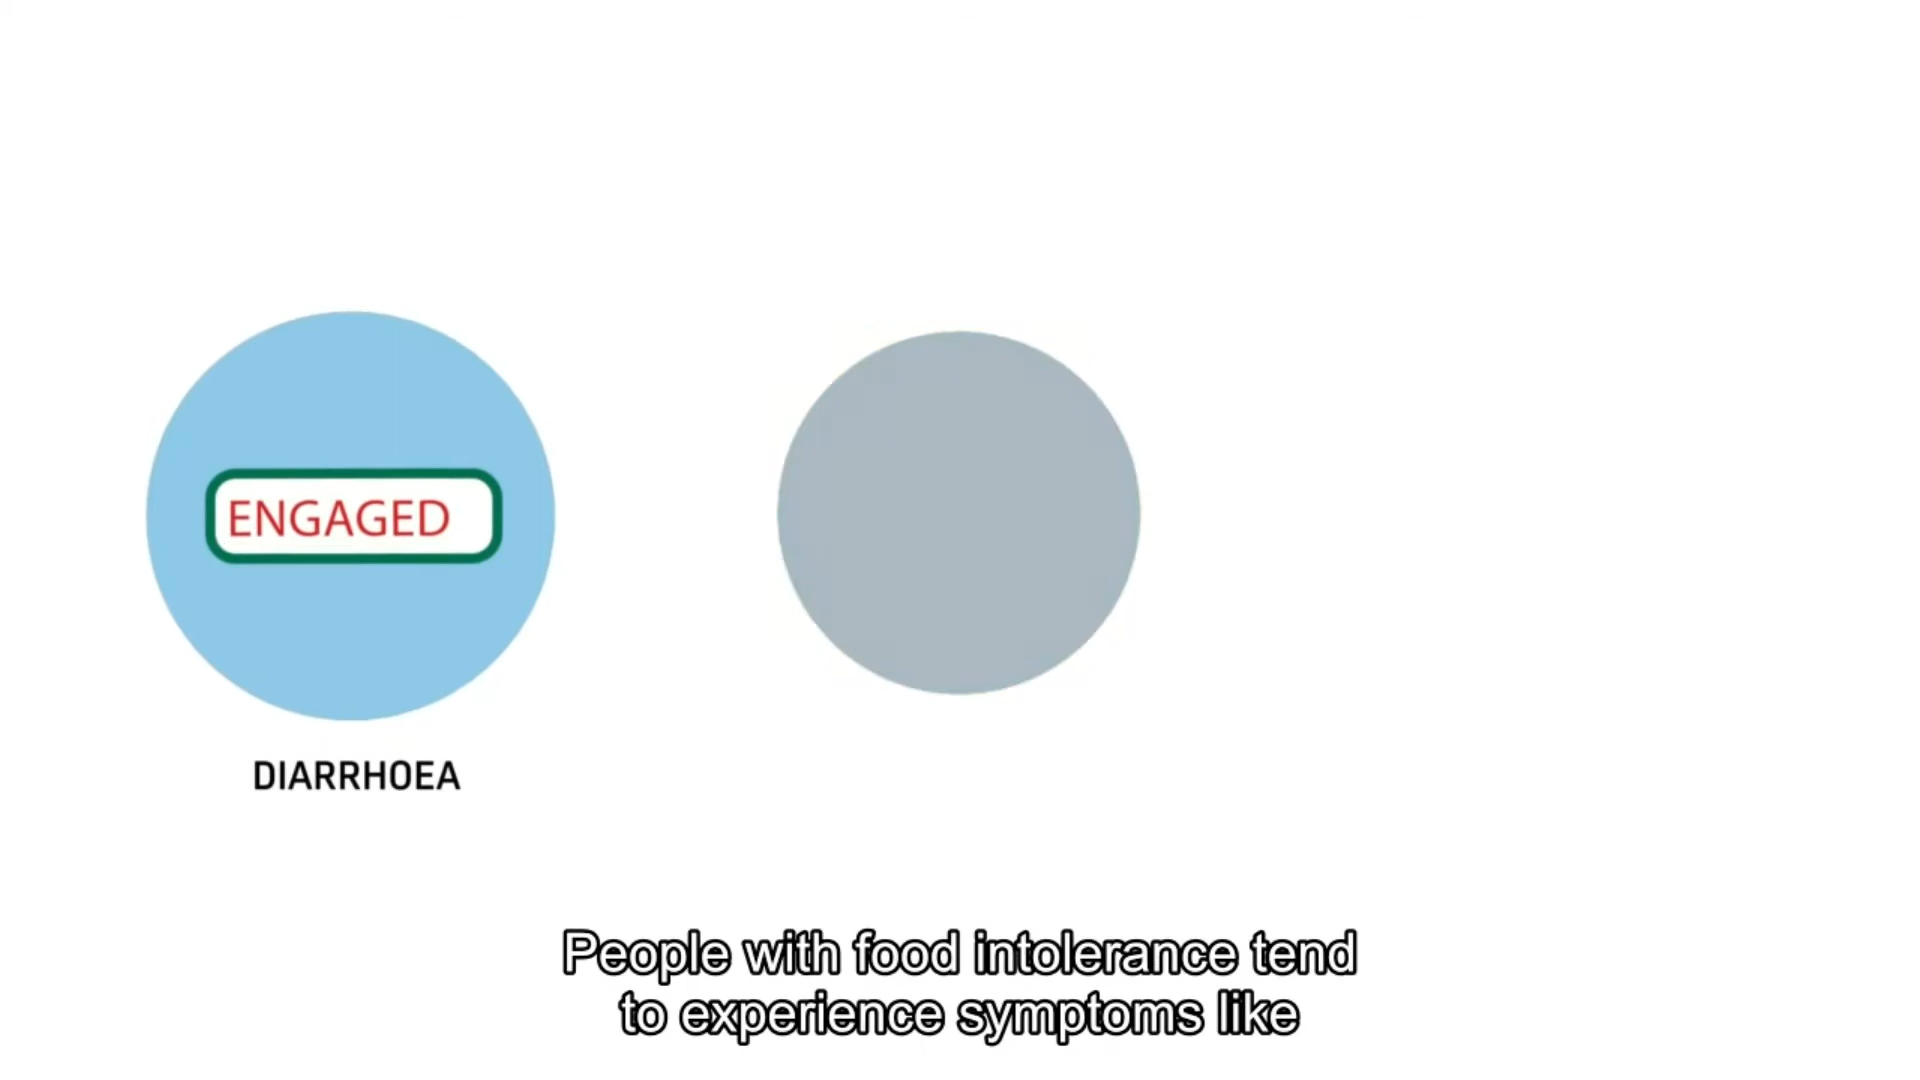 ENGAGED
DIARRHOEA
People with food intolerance tend
to experience symptoms like